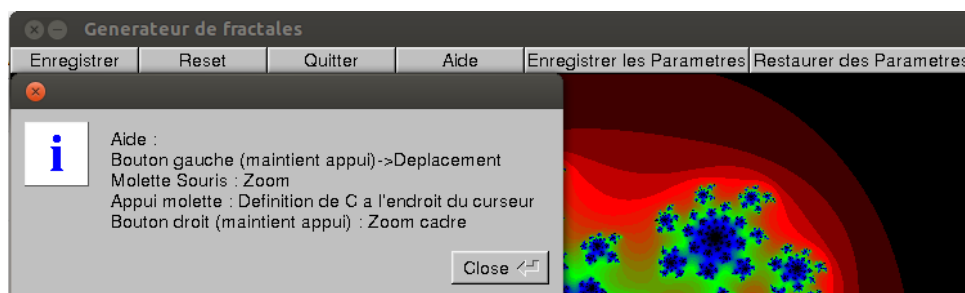 Generateur de fractales
Enregistrer Reset Quitter Aide Enregistrer les Parametres Restaurer des Parametres
Aide :
Bouton gauche (maintient appui)->Deplacement
Molette Souris : Zoom
Appui molette : Definition de C a l'endroit du curseur
Bouton droit (maintient appui) : Zoom cadre
Close